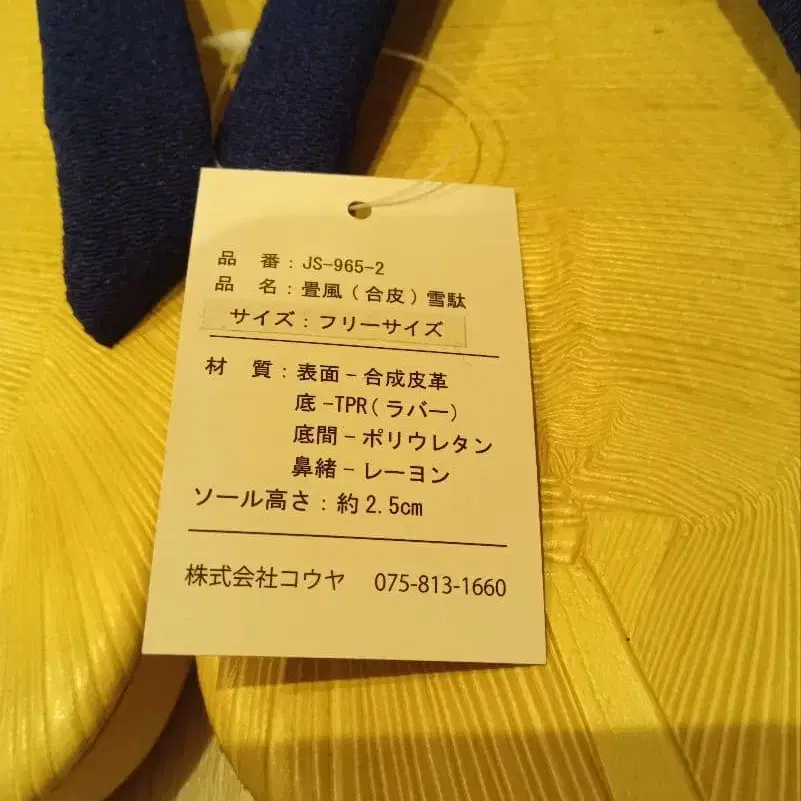 品　番：JS-965-2
品　名：畳風（合皮）雪駄
サイズ：フリーサイズ
材　質：表面－合成皮革
底－TPR（ラバー）
底間－ポリウレタン
鼻緒－レーヨン
ソール高さ：約2.5cm
株式会社コウヤ　075-813-1660